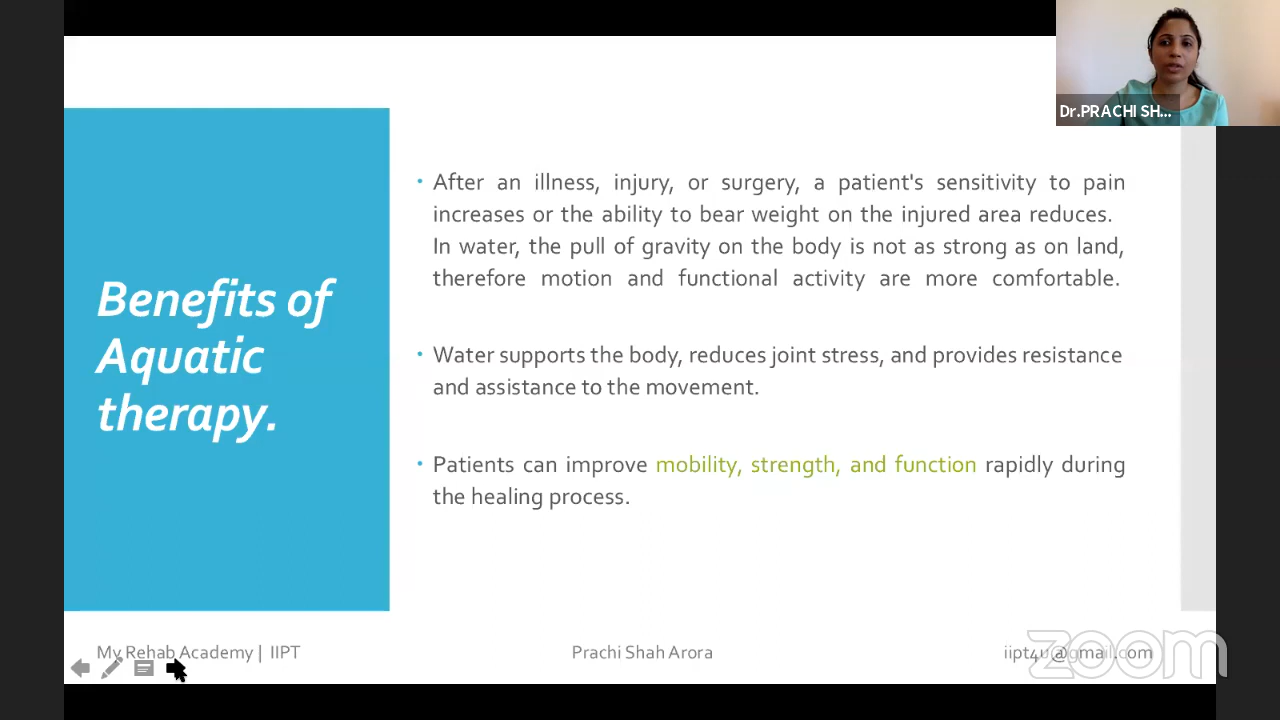 Dr.PRACHI SH...
Benefits of
Aquatic
therapy.
• After an illness, injury, or surgery, a patient's sensitivity to pain
increases or the ability to bear weight on the injured area reduces.
In water, the pull of gravity on the body is not as strong as on land,
therefore motion and functional activity are more comfortable.
• Water supports the body, reduces joint stress, and provides resistance
and assistance to the movement.
• Patients can improve mobility, strength, and function rapidly during
the healing process.
My Rehab Academy | IIPT
Prachi Shah Arora
iipt4u@gmail.com
zoom